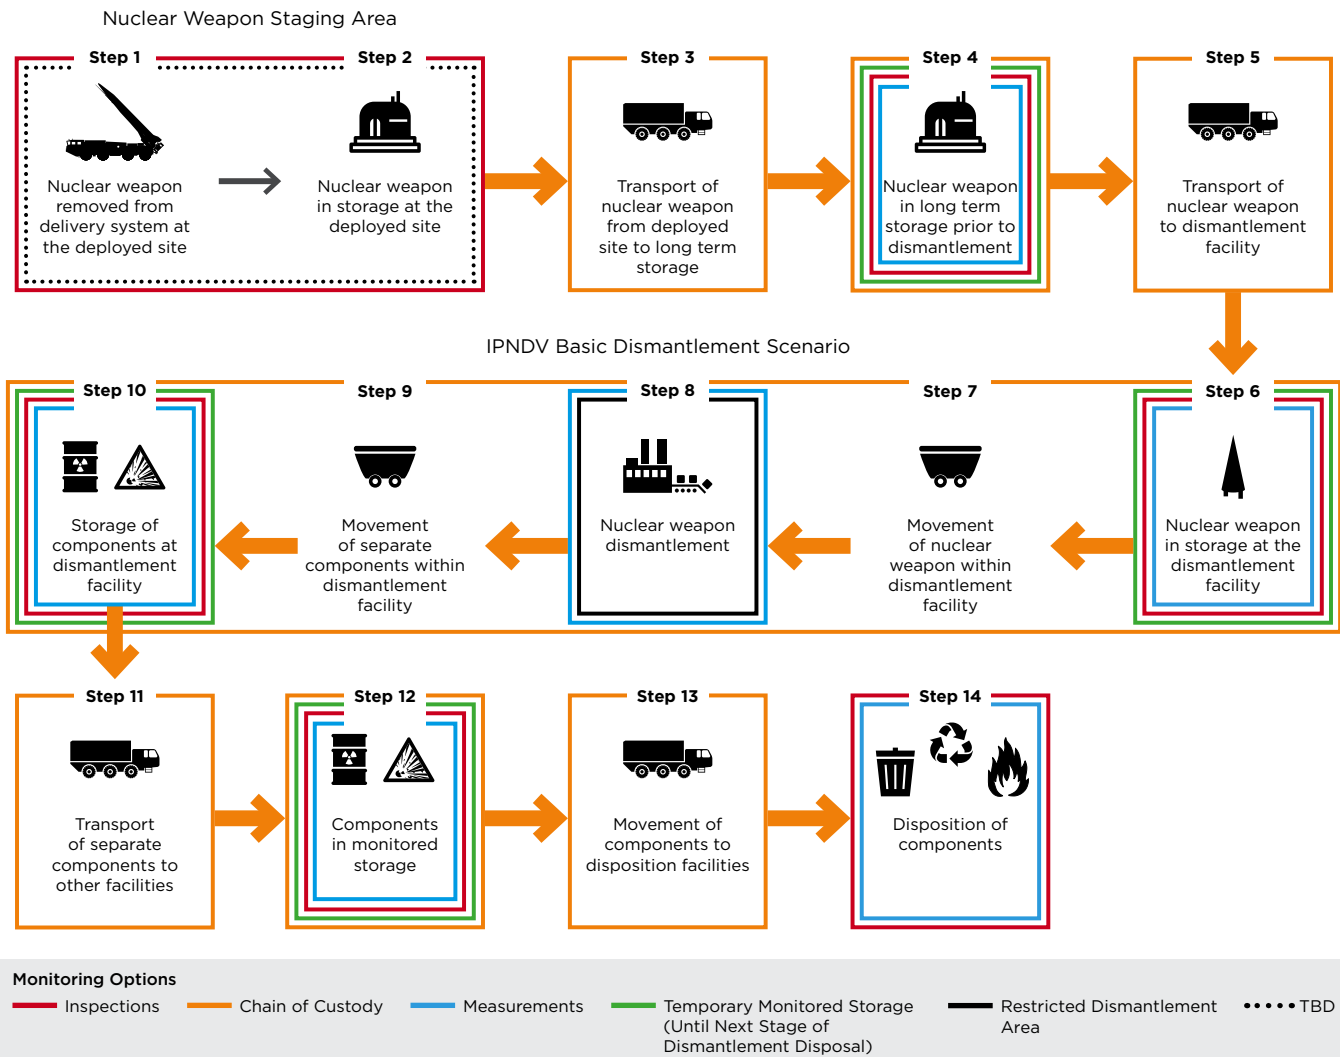 Nuclear Weapon Staging Area
Step 1
Nuclear weapon
removed from
delivery system at
the deployed site
Step 2
Nuclear weapon
in storage at the
deployed site
Step 3
Transport of
nuclear weapon
from deployed
site to long term
storage
Step 4
Nuclear weapon
in long term
storage prior to
dismantlement
Step 5
Transport of
nuclear weapon
to dismantlement
facility
IPNDV Basic Dismantlement Scenario
Step 6
Nuclear weapon
in storage at the
dismantlement
facility
Step 7
Movement
of nuclear
weapon within
dismantlement
facility
Step 8
Nuclear weapon
dismantlement
Step 9
Movement
of separate
components within
dismantlement
facility
Step 10
Storage of
components at
dismantlement
facility
Step 11
Transport
of separate
components to
other facilities
Step 12
Components
in monitored
storage
Step 13
Movement of
components to
disposition facilities
Step 14
Disposition of
components
Monitoring Options
Inspections
Chain of Custody
Measurements
Temporary Monitored Storage
(Until Next Stage of
Dismantlement Disposal)
Restricted Dismantlement
Area
TBD